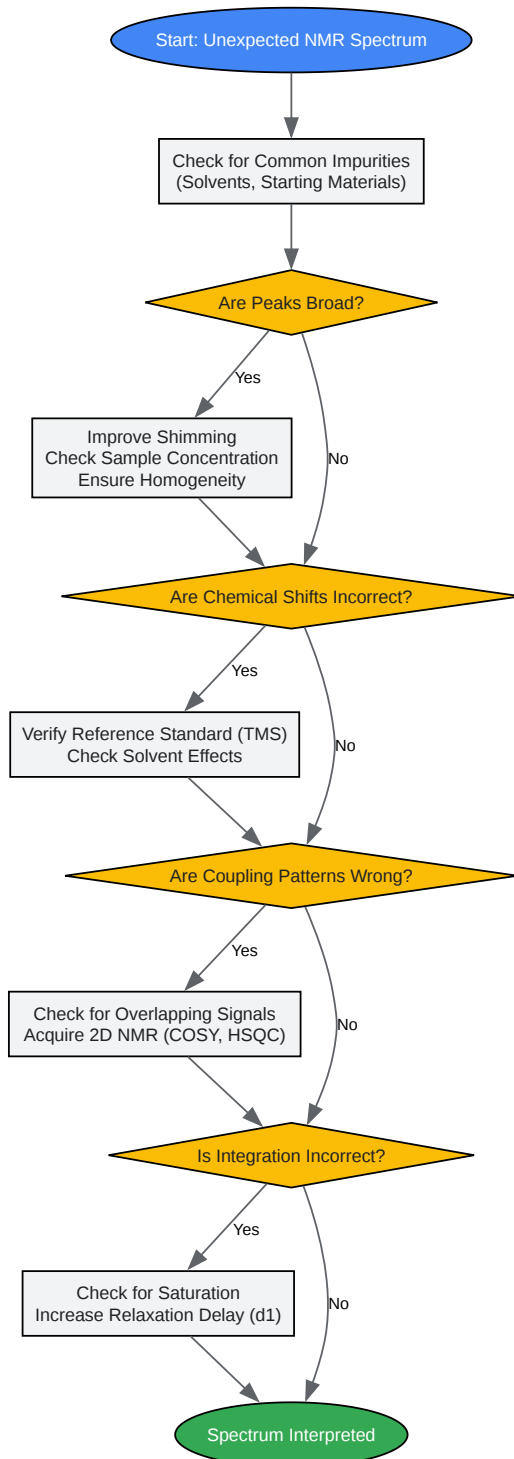 Start: Unexpected NMR Spectrum
Check for Common Impurities
(Solvents, Starting Materials)
Are Peaks Broad?
Yes
Improve Shimming
Check Sample Concentration
Ensure Homogeneity
No
Are Chemical Shifts Incorrect?
Yes
Verify Reference Standard (TMS)
Check Solvent Effects
No
Are Coupling Patterns Wrong?
Yes
Check for Overlapping Signals
Acquire 2D NMR (COSY, HSQC)
No
Is Integration Incorrect?
Yes
Check for Saturation
Increase Relaxation Delay (d1)
No
Spectrum Interpreted